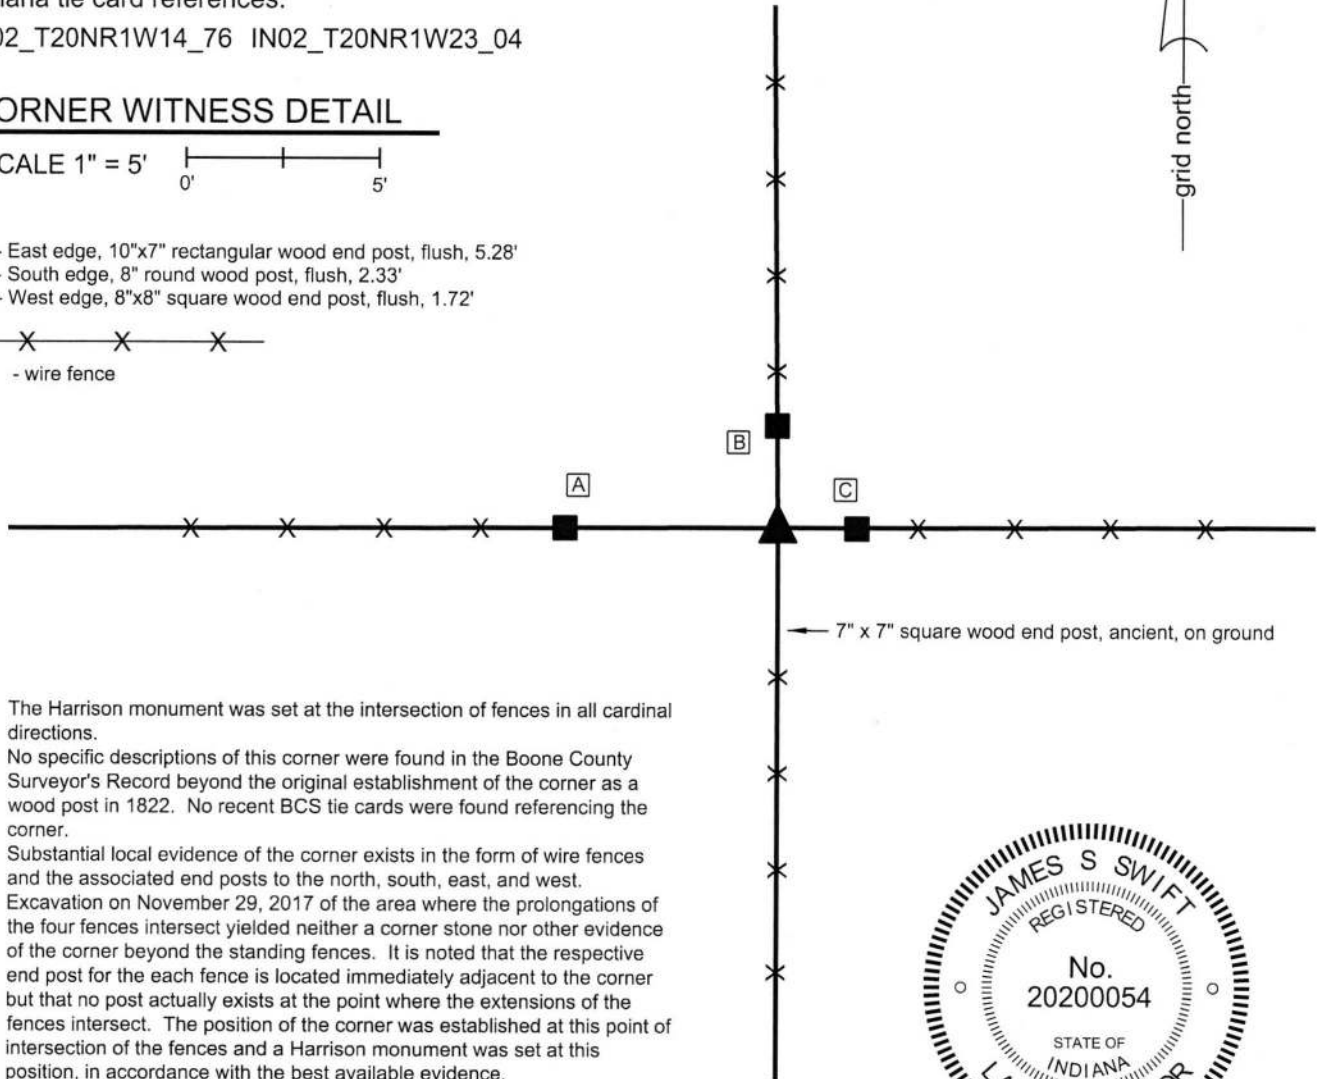 tie card references:
02_T20NR1W14_76 IN02_T20NR1W23_04
ORNER WITNESS DETAIL
CALE 1" = 5'
0' 5'
- East edge, 10"x7" rectangular wood end post, flush, 5.28'
- South edge, 8" round wood post, flush, 2.33'
- West edge, 8"x8" square wood end post, flush, 1.72'
X X X
- wire fence
grid north
B
A
C
7" x 7" square wood end post, ancient, on ground
The Harrison monument was set at the intersection of fences in all cardinal
directions.
No specific descriptions of this corner were found in the Boone County
Surveyor's Record beyond the original establishment of the corner as a
wood post in 1822. No recent BCS tie cards were found referencing the
corner.
Substantial local evidence of the corner exists in the form of wire fences
and the associated end posts to the north, south, east, and west.
Excavation on November 29, 2017 of the area where the prolongations of
the four fences intersect yielded neither a corner stone nor other evidence
of the corner beyond the standing fences. It is noted that the respective
end post for the each fence is located immediately adjacent to the corner
but that no post actually exists at the point where the extensions of the
fences intersect. The position of the corner was established at this point of
intersection of the fences and a Harrison monument was set at this
position, in accordance with the best available evidence.
JAMES S SWIFT
REGISTERED
No.
20200054
STATE OF
INDIANA